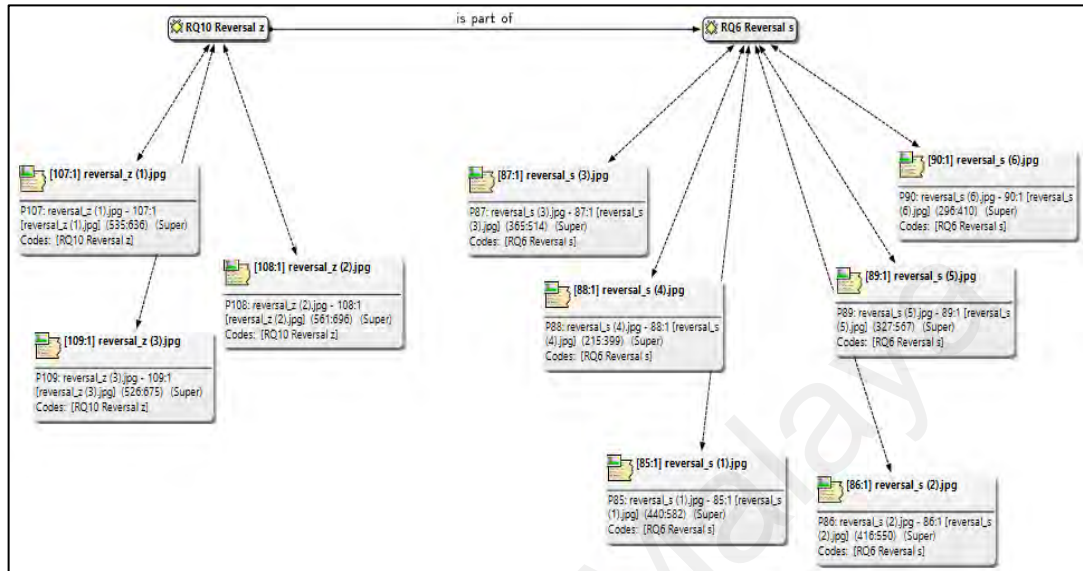 is part of
RQ10 Reversal z
RQ6 Reversal s
[107:1] reversal_z (1).jpg
P107: reversal_z (1).jpg - 107:1
[reversal_z (1).jpg] (535:636) (Super)
Codes: [RQ10 Reversal z]
[108:1] reversal_z (2).jpg
P108: reversal_z (2).jpg - 108:1
[reversal_z (2).jpg] (561:696) (Super)
Codes: [RQ10 Reversal z]
[109:1] reversal_z (3).jpg
P109: reversal_z (3).jpg - 109:1
[reversal_z (3).jpg] (526:675) (Super)
Codes: [RQ10 Reversal z]
[87:1] reversal_s (3).jpg
P87: reversal_s (3).jpg - 87:1 [reversal_s
(3).jpg] (365:514) (Super)
Codes: [RQ6 Reversal s]
[90:1] reversal_s (6).jpg
P90: reversal_s (6).jpg - 90:1 [reversal_s
(6).jpg] (296:410) (Super)
Codes: [RQ6 Reversal s]
[88:1] reversal_s (4).jpg
P88: reversal_s (4).jpg - 88:1 [reversal_s
(4).jpg] (215:399) (Super)
Codes: [RQ6 Reversal s]
[89:1] reversal_s (5).jpg
P89: reversal_s (5).jpg - 89:1 [reversal_s
(5).jpg] (327:567) (Super)
Codes: [RQ6 Reversal s]
[85:1] reversal_s (1).jpg
P85: reversal_s (1).jpg - 85:1 [reversal_s
(1).jpg] (440:582) (Super)
Codes: [RQ6 Reversal s]
[86:1] reversal_s (2).jpg
P86: reversal_s (2).jpg - 86:1 [reversal_s
(2).jpg] (416:550) (Super)
Codes: [RQ6 Reversal s]
Malaya